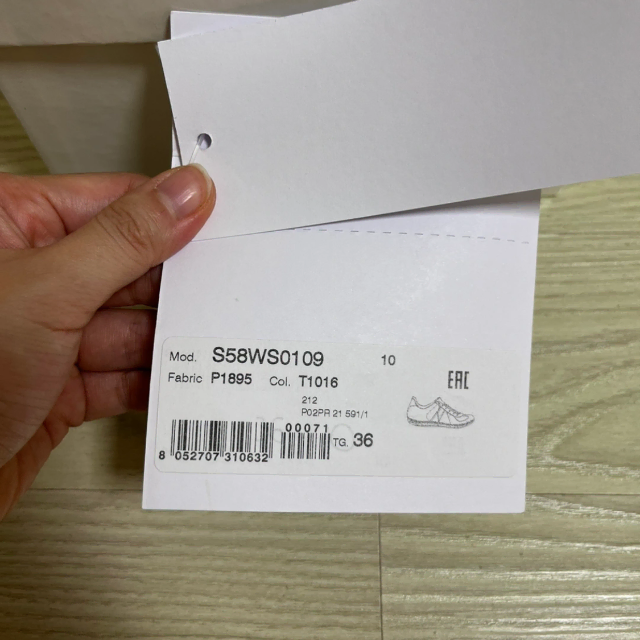 Mod. S58WS0109 10
Fabric P1895 Col. T1016 EAC
212
P02PR 21 591/1
00071 TG. 36
8 052707 310632